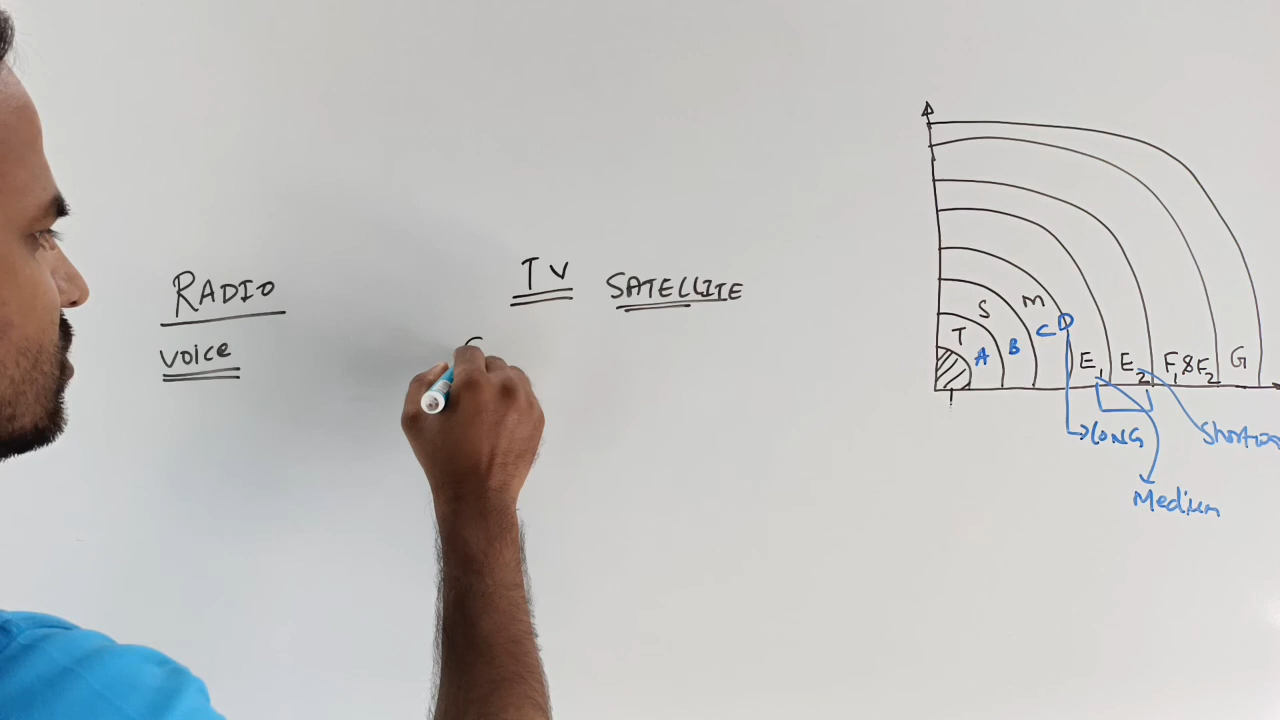 RADIO
voice
TV
SATELLITE
T
S
M
A
B
C
D
E1
E2
F1 & F2
G
LONG
Medium